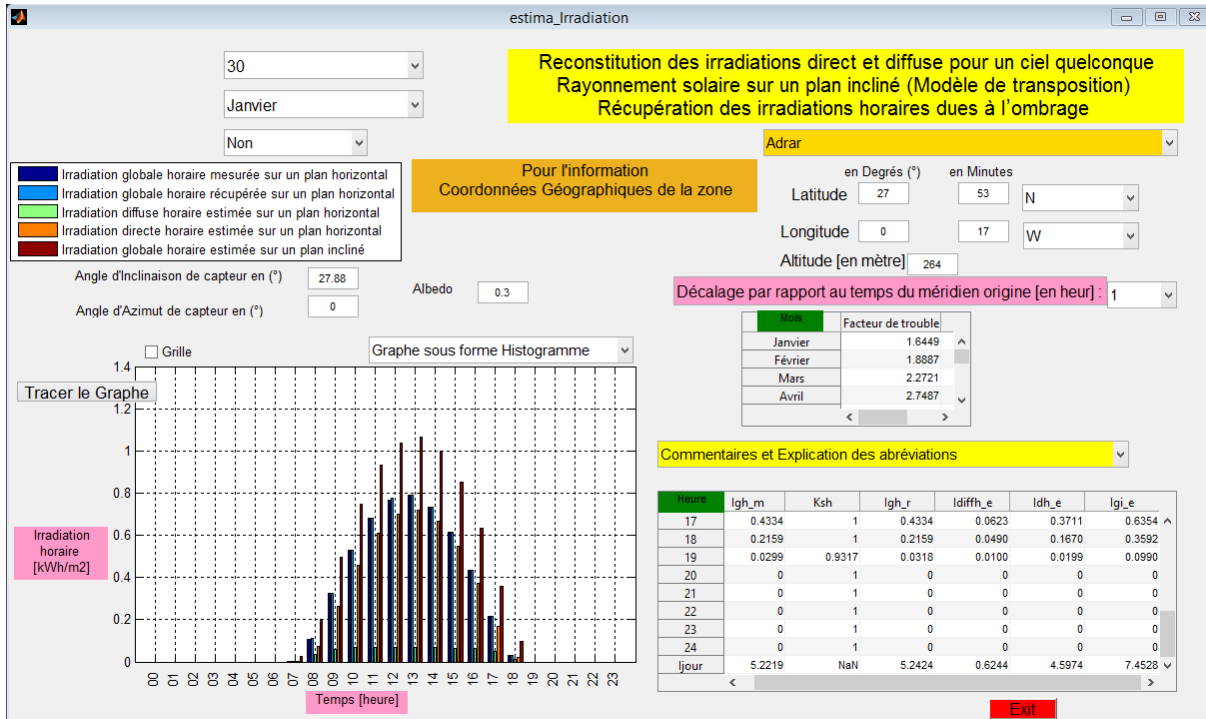 estima_Irradiation
30
Janvier
Non
Reconstitution des irradiations direct et diffuse pour un ciel quelconque
Rayonnement solaire sur un plan incliné (Modèle de transposition)
Récupération des irradiations horaires dues à l'ombrage
Adrar
Irradiation globale horaire mesurée sur un plan horizontal
Irradiation globale horaire récupérée sur un plan horizontal
Irradiation diffuse horaire estimée sur un plan horizontal
Irradiation directe horaire estimée sur un plan horizontal
Irradiation globale horaire estimée sur un plan incliné
Pour l'information
Coordonnées Géographiques de la zone
en Degrés (°) en Minutes
Latitude 27 53 N
Longitude 0 17 W
Altitude [en mètre] 264
Angle d'Inclinaison de capteur en (°) 27.88
Angle d'Azimut de capteur en (°) 0
Albedo 0.3
Décalage par rapport au temps du méridien origine [en heur] : 1
Mois Facteur de trouble
Janvier 1.6449
Février 1.8887
Mars 2.2721
Avril 2.7487
Grille
Graphe sous forme Histogramme
Tracer le Graphe
1.4
1.2
1
0.8
0.6
0.4
0.2
0
Irradiation
horaire
[kWh/m2]
00 01 02 03 04 05 06 07 08 09 10 11 12 13 14 15 16 17 18 19 20 21 22 23
Temps [heure]
Commentaires et Explication des abréviations
Heure Igh_m Ksh Igh_r Idiffh_e Idh_e Igi_e
17 0.4334 1 0.4334 0.0623 0.3711 0.6354
18 0.2159 1 0.2159 0.0490 0.1670 0.3592
19 0.0299 0.9317 0.0318 0.0100 0.0199 0.0990
20 0 1 0 0 0 0
21 0 1 0 0 0 0
22 0 1 0 0 0 0
23 0 1 0 0 0 0
24 0 1 0 0 0 0
Ijour 5.2219 NaN 5.2424 0.6244 4.5974 7.4528
Exit